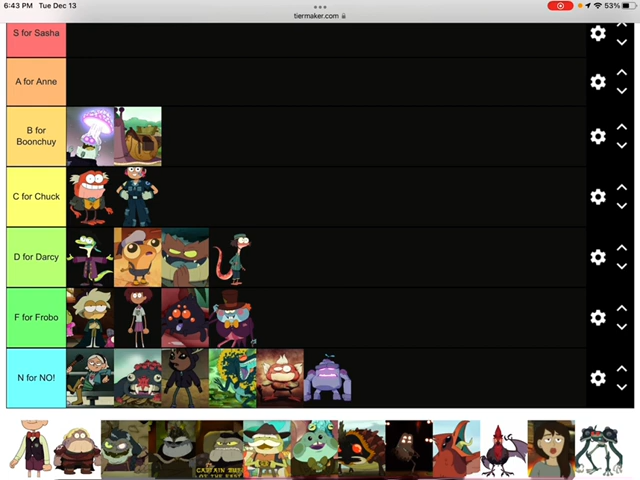 6:43 PM Tue Dec 13
53%
tiermaker.com
S for Sasha
A for Anne
B for
Boonchuy
C for Chuck
D for Darcy
F for Frobo
N for NO!